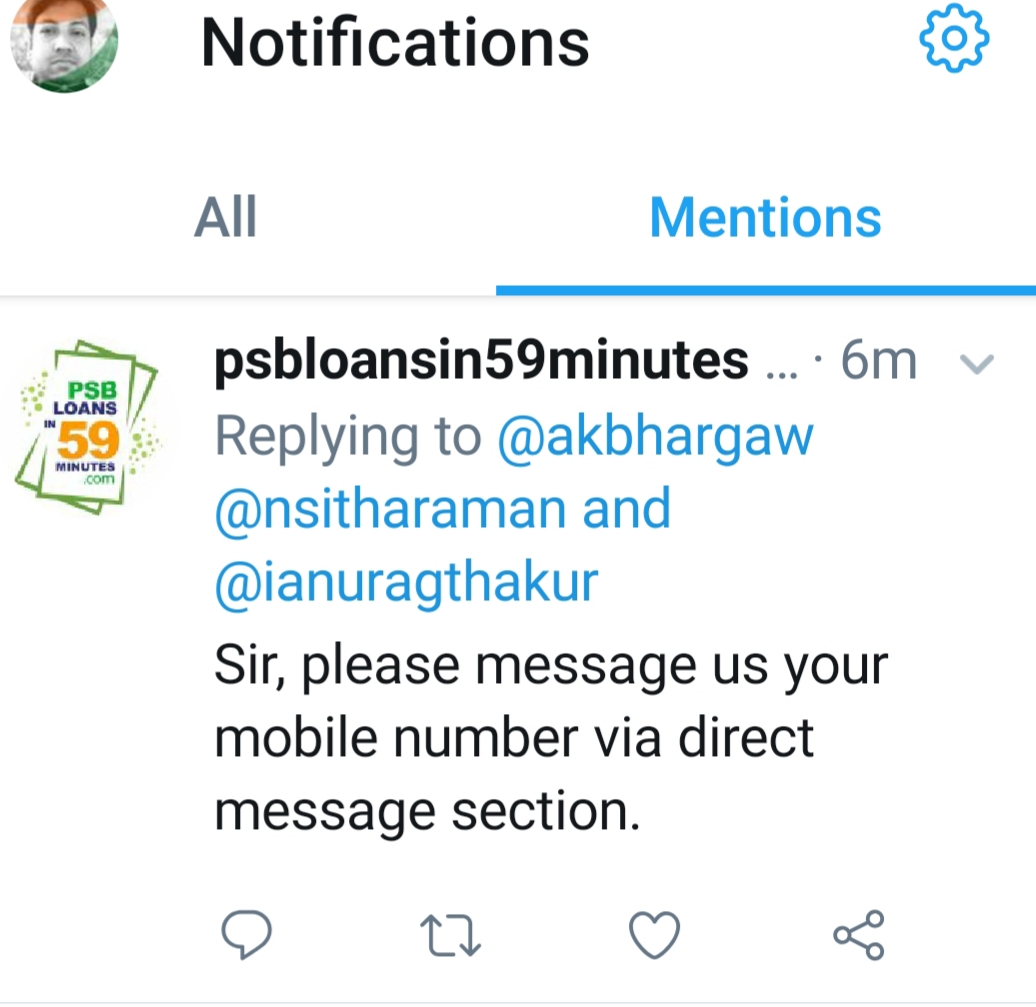 Notifications
All
Mentions
PSB
LOANS
IN 59
MINUTES
.com
psbloansin59minutes ... · 6m
Replying to @akbhargaw
@nsitharaman and
@ianuragthakur
Sir, please message us your
mobile number via direct
message section.